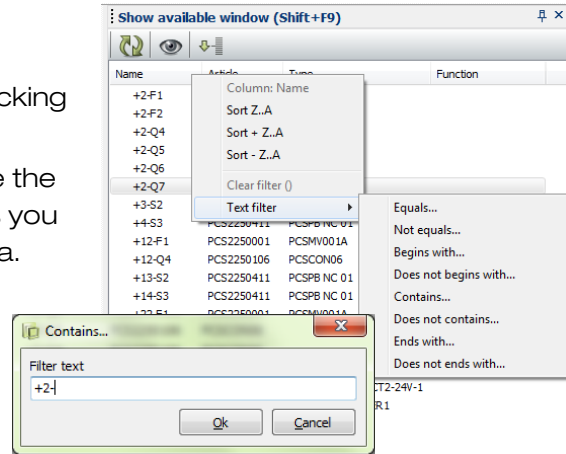 Show available window (Shift+F9)
cking
e the
you
a.
Name Article Type Function
+2-F1
+2-F2
+2-Q4
+2-Q5
+2-Q6
+2-Q7
+3-S2
+4-S3 PCS2250411 PCSPB NC 01
+12-F1 PCS2250001 PCSMV001A
+12-Q4 PCS2250106 PCSCON06
+13-S2 PCS2250411 PCSPB NC 01
+14-S3 PCS2250411 PCSPB NC 01
+22-F1 PCS2250001 PCSMV001A
Column: Name
Sort Z..A
Sort + Z..A
Sort - Z..A
Clear filter ()
Text filter
Equals...
Not equals...
Begins with...
Does not begins with...
Contains...
Does not contains...
Ends with...
Does not ends with...
CT2-24V-1
R1
Contains...
Filter text
+2-
Ok Cancel